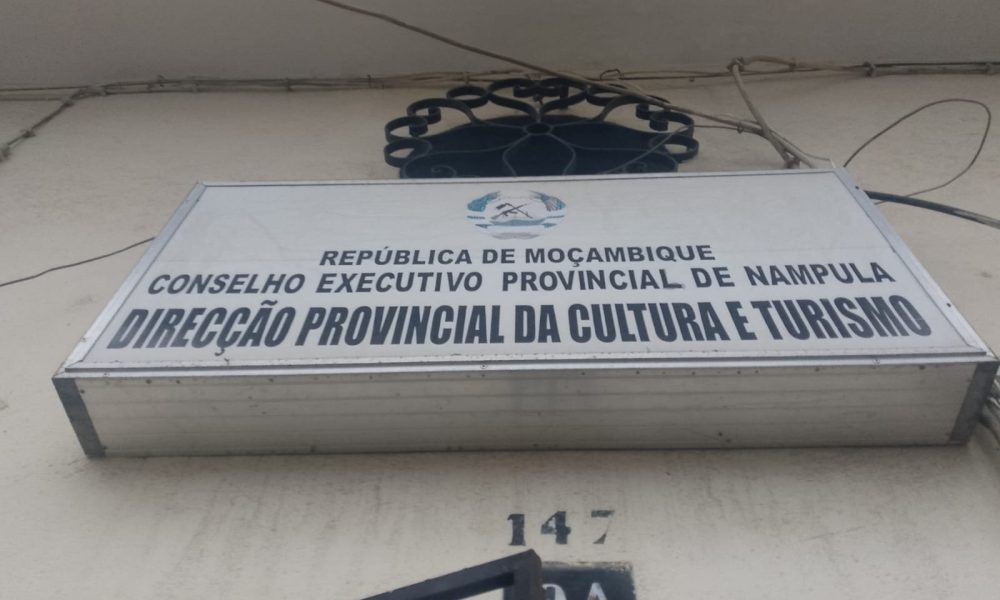 REPÚBLICA DE MOÇAMBIQUE
CONSELHO EXECUTIVO PROVINCIAL DE NAMPULA
DIRECÇÃO PROVINCIAL DA CULTURA E TURISMO
147